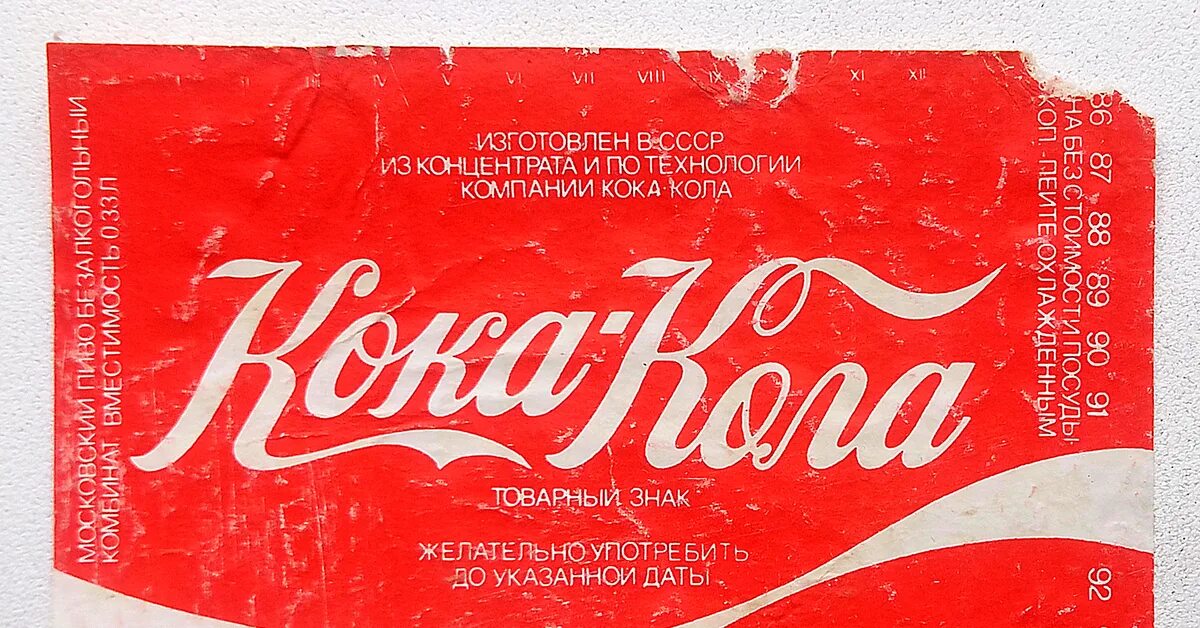 IV V VI VII VIII IX X XI XII
ИЗГОТОВЛЕН В СССР
ИЗ КОНЦЕНТРАТА И ПО ТЕХНОЛОГИИ
КОМПАНИИ КОКА-КОЛА
Кока-Кола
ТОВАРНЫЙ ЗНАК
ЖЕЛАТЕЛЬНО УПОТРЕБИТЬ
ДО УКАЗАННОЙ ДАТЫ
МОСКОВСКИЙ ПИВО БЕЗАЛКОГОЛЬНЫЙ
КОМБИНАТ ВМЕСТИМОСТЬ 0.33 Л
86 87 88 89 90 91 92
НА БЕЗ СТОИМОСТИ ПОСУДЫ
КОП. ПЕЙТЕ ОХЛАЖДЕННЫМ